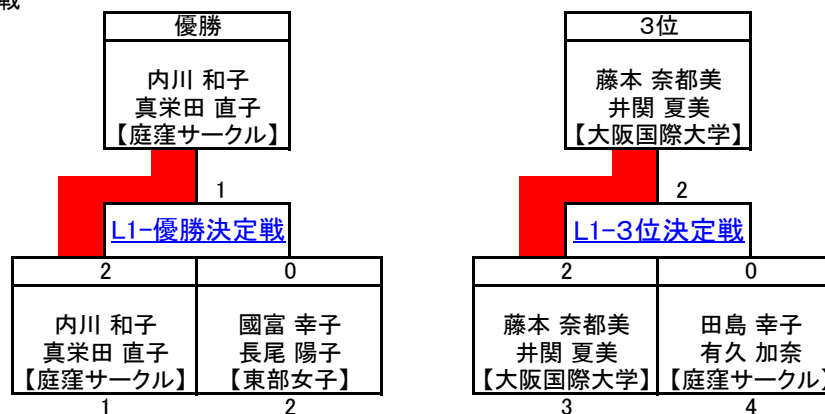 戦
優勝
内川 和子
真栄田 直子
【庭窪サークル】
1
L1-優勝決定戦
2
0
内川 和子
真栄田 直子
【庭窪サークル】
國富 幸子
長尾 陽子
【東部女子】
1
2
3位
藤本 奈都美
井関 夏美
【大阪国際大学】
2
L1-3位決定戦
2
0
藤本 奈都美
井関 夏美
【大阪国際大学】
田島 幸子
有久 加奈
【庭窪サークル】
3
4